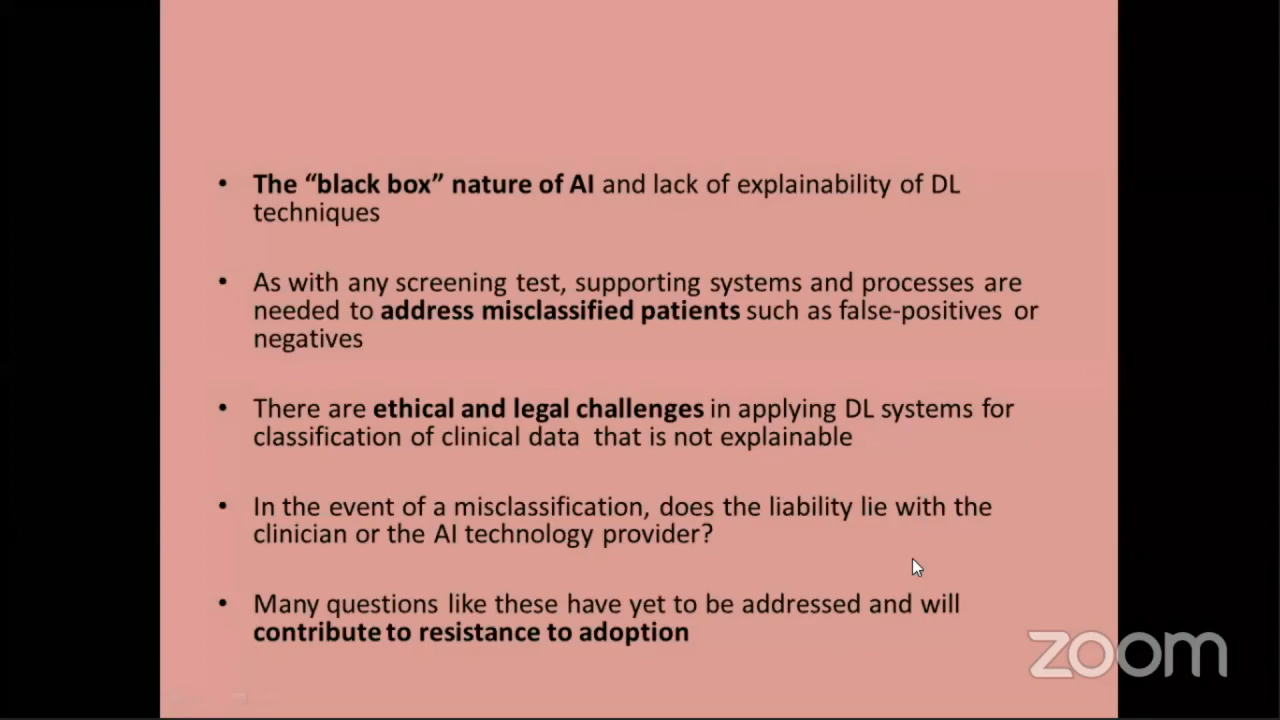 • The “black box” nature of AI and lack of explainability of DL
techniques
• As with any screening test, supporting systems and processes are
needed to address misclassified patients such as false-positives or
negatives
• There are ethical and legal challenges in applying DL systems for
classification of clinical data that is not explainable
• In the event of a misclassification, does the liability lie with the
clinician or the AI technology provider?
• Many questions like these have yet to be addressed and will
contribute to resistance to adoption
zoom